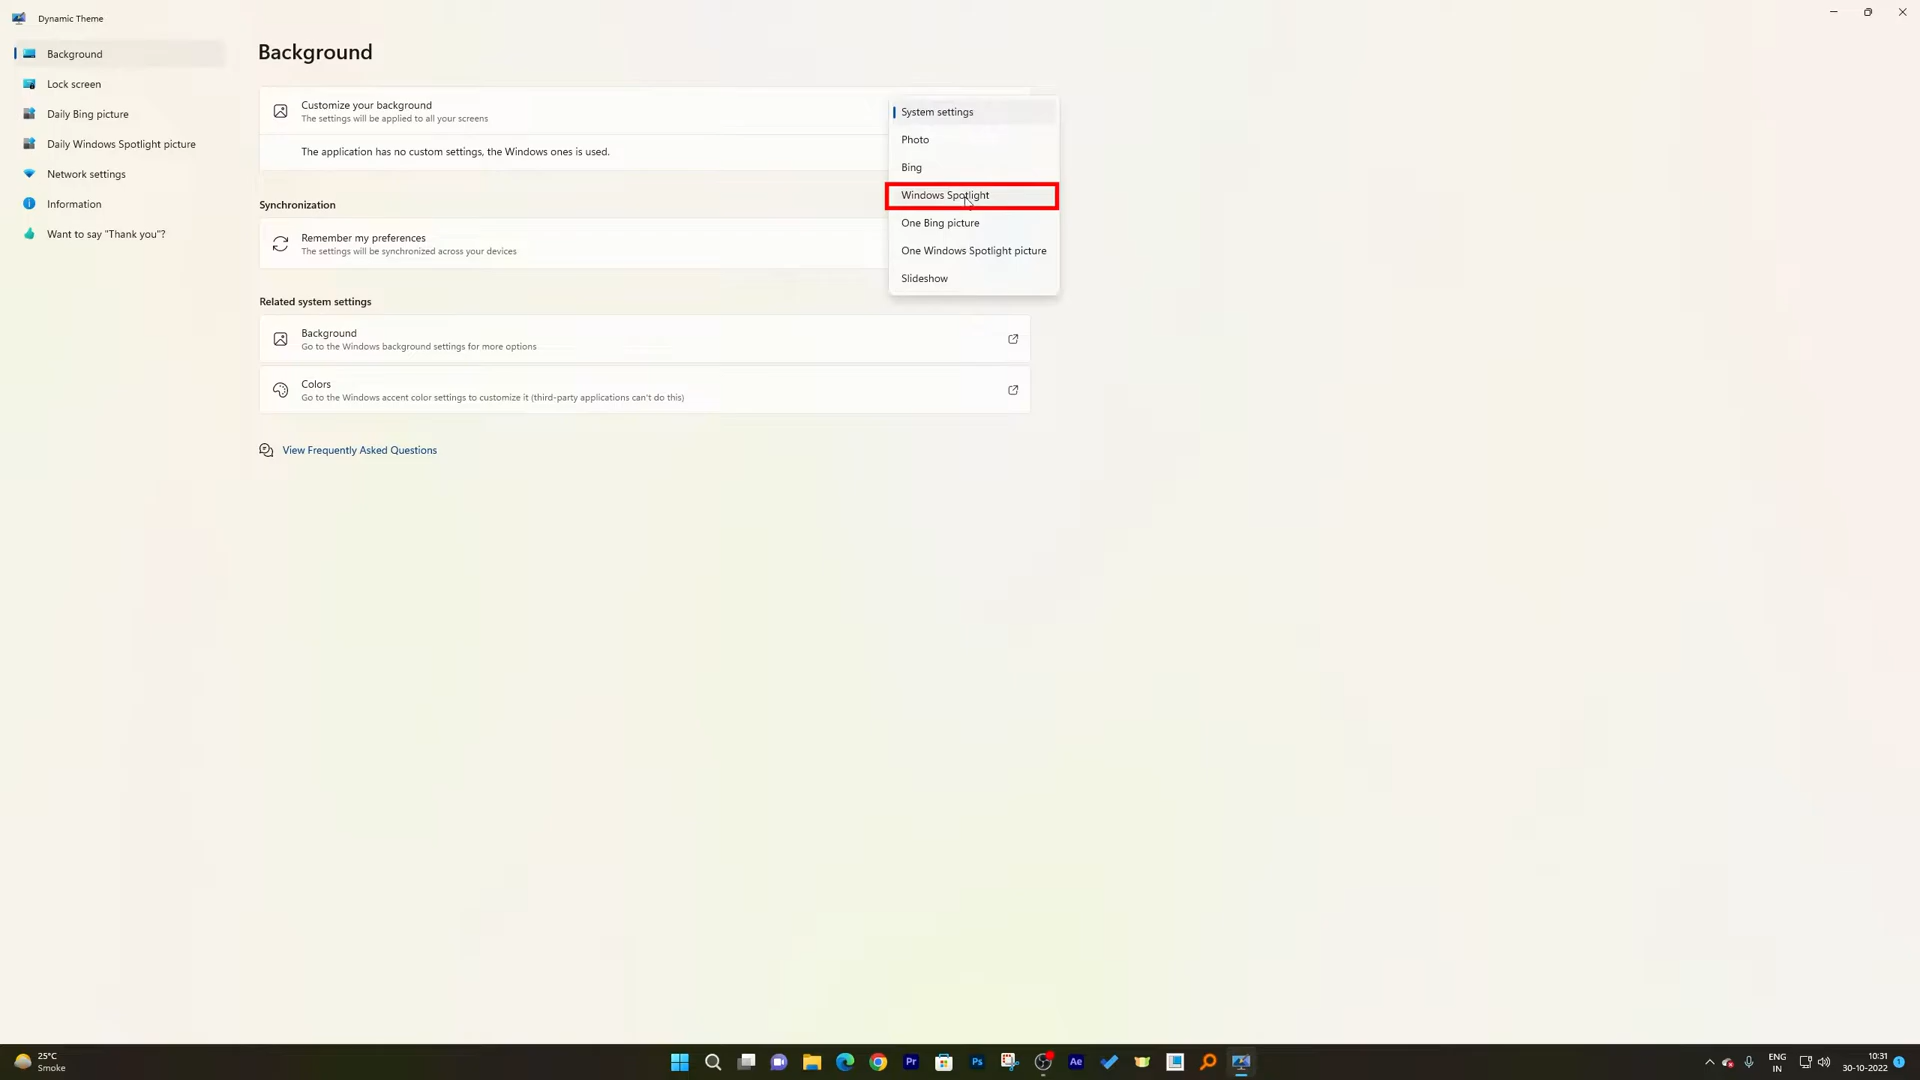 Dynamic Theme
Background
Lock screen
Daily Bing picture
Daily Windows Spotlight picture
Network settings
Information
Want to say "Thank you"?
Background
Customize your background
The settings will be applied to all your screens
The application has no custom settings, the Windows ones is used.
System settings
Photo
Bing
Windows Spotlight
One Bing picture
One Windows Spotlight picture
Slideshow
Synchronization
Remember my preferences
The settings will be synchronized across your devices
Related system settings
Background
Go to the Windows background settings for more options
Colors
Go to the Windows accent color settings to customize it (third-party applications can't do this)
View Frequently Asked Questions
25°C
Smoke
Pr
Ps
Ae
ENG
IN
10:31
30-10-2022
1